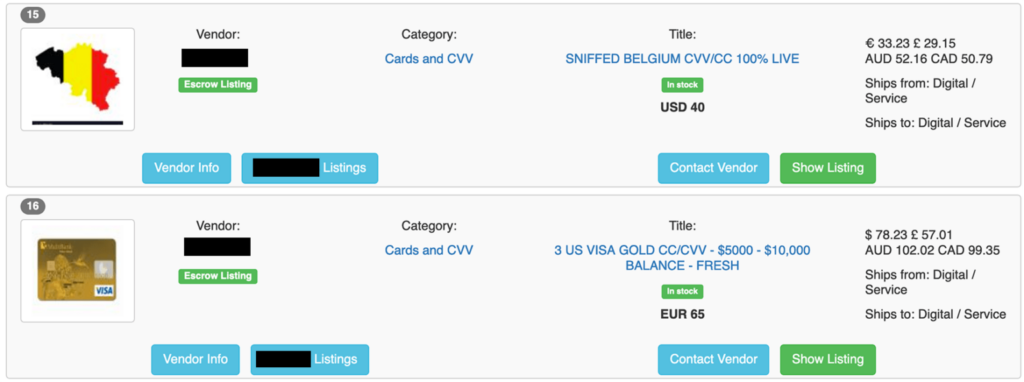 15
Vendor:
Category:
Title:
Cards and CVV
SNIFFED BELGIUM CVV/CC 100% LIVE
Escrow Listing
In stock
USD 40
€ 33.23 £ 29.15
AUD 52.16 CAD 50.79
Ships from: Digital /
Service
Ships to: Digital / Service
Vendor Info
Listings
Contact Vendor
Show Listing
16
VISA
Vendor:
Category:
Title:
Cards and CVV
3 US VISA GOLD CC/CVV - $5000 - $10,000
BALANCE - FRESH
Escrow Listing
In stock
EUR 65
$ 78.23 £ 57.01
AUD 102.02 CAD 99.35
Ships from: Digital /
Service
Ships to: Digital / Service
Vendor Info
Listings
Contact Vendor
Show Listing